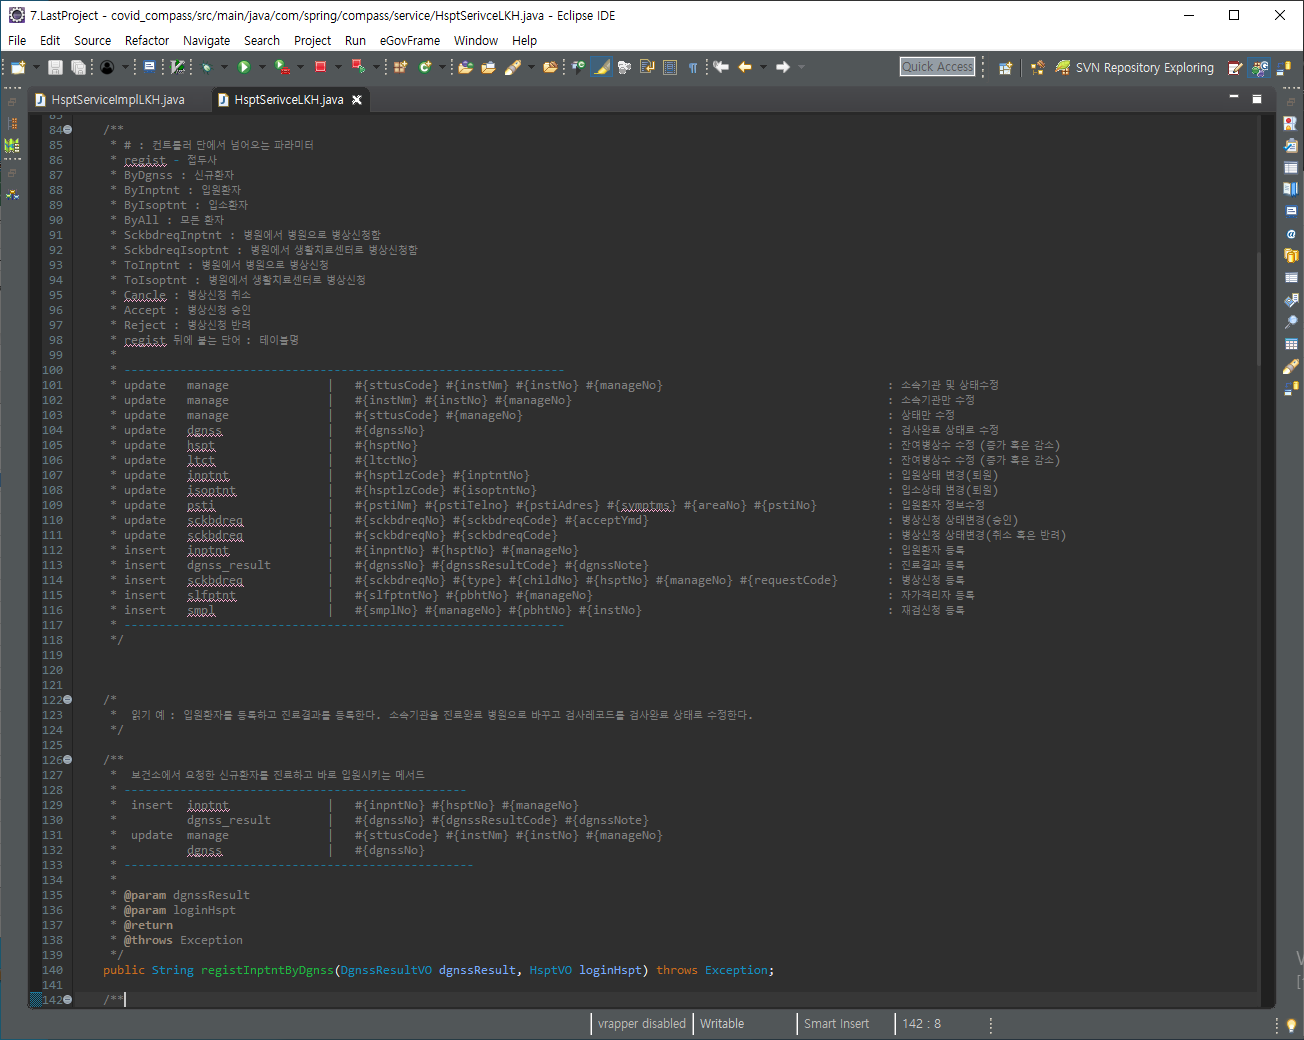 7.LastProject - covid_compass/src/main/java/com/spring/compass/service/HsptSerivceLKH.java - Eclipse IDE
File Edit Source Refactor Navigate Search Project Run eGovFrame Window Help
Quick Access SVN Repository Exploring
HsptServiceImplLKH.java HsptSerivceLKH.java
83
84 /**
85 * # : 컨트롤러 단에서 넘어오는 파라미터
86 * regist - 접두사
87 * ByDgnss : 신규환자
88 * ByInptnt : 입원환자
89 * ByIsoptnt : 입소환자
90 * ByAll : 모든 환자
91 * SckbdreqInptnt : 병원에서 병원으로 병상신청함
92 * SckbdreqIsoptnt : 병원에서 생활치료센터로 병상신청함
93 * ToInptnt : 병원에서 병원으로 병상신청
94 * ToIsoptnt : 병원에서 생활치료센터로 병상신청
95 * Cancle : 병상신청 취소
96 * Accept : 병상신청 승인
97 * Reject : 병상신청 반려
98 * regist 뒤에 붙는 단어 : 테이블명
99 *
100 * ---------------------------------------------------------------
101 * update manage | #{sttusCode} #{instNm} #{instNo} #{manageNo} : 소속기관 및 상태수정
102 * update manage | #{instNm} #{instNo} #{manageNo} : 소속기관만 수정
103 * update manage | #{sttusCode} #{manageNo} : 상태만 수정
104 * update dgnss | #{dgnssNo} : 검사완료 상태로 수정
105 * update hspt | #{hsptNo} : 잔여병상수 수정 (증가 혹은 감소)
106 * update ltct | #{ltctNo} : 잔여병상수 수정 (증가 혹은 감소)
107 * update inptnt | #{hsptlzCode} #{inptntNo} : 입원상태 변경(퇴원)
108 * update isoptnt | #{hsptlzCode} #{isoptntNo} : 입소상태 변경(퇴원)
109 * update psti | #{pstiNm} #{pstiTelno} #{pstiAdres} #{symptms} #{areaNo} #{pstiNo} : 입원환자 정보수정
110 * update sckbdreq | #{sckbdreqNo} #{sckbdreqCode} #{acceptYmd} : 병상신청 상태변경(승인)
111 * update sckbdreq | #{sckbdreqNo} #{sckbdreqCode} : 병상신청 상태변경(취소 혹은 반려)
112 * insert inptnt | #{inpntNo} #{hsptNo} #{manageNo} : 입원환자 등록
113 * insert dgnss_result | #{dgnssNo} #{dgnssResultCode} #{dgnssNote} : 진료결과 등록
114 * insert sckbdreq | #{sckbdreqNo} #{type} #{childNo} #{hsptNo} #{manageNo} #{requestCode} : 병상신청 등록
115 * insert slfptnt | #{slfptntNo} #{pbhtNo} #{manageNo} : 자가격리자 등록
116 * insert smpl | #{smplNo} #{manageNo} #{pbhtNo} #{instNo} : 재검신청 등록
117 * ---------------------------------------------------------------
118 */
119
120
121
122 /*
123 * 읽기 예 : 입원환자를 등록하고 진료결과를 등록한다. 소속기관을 진료완료 병원으로 바꾸고 검사레코드를 검사완료 상태로 수정한다.
124 */
125
126 /**
127 * 보건소에서 요청한 신규환자를 진료하고 바로 입원시키는 메서드
128 * -------------------------------------------------
129 * insert inptnt | #{inpntNo} #{hsptNo} #{manageNo}
130 * dgnss_result | #{dgnssNo} #{dgnssResultCode} #{dgnssNote}
131 * update manage | #{sttusCode} #{instNm} #{instNo} #{manageNo}
132 * dgnss | #{dgnssNo}
133 * --------------------------------------------------
134 *
135 * @param dgnssResult
136 * @param loginHspt
137 * @return
138 * @throws Exception
139 */
140 public String registInptntByDgnss(DgnssResultVO dgnssResult, HsptVO loginHspt) throws Exception;
141
142 /**
vrapper disabled Writable Smart Insert 142 : 8